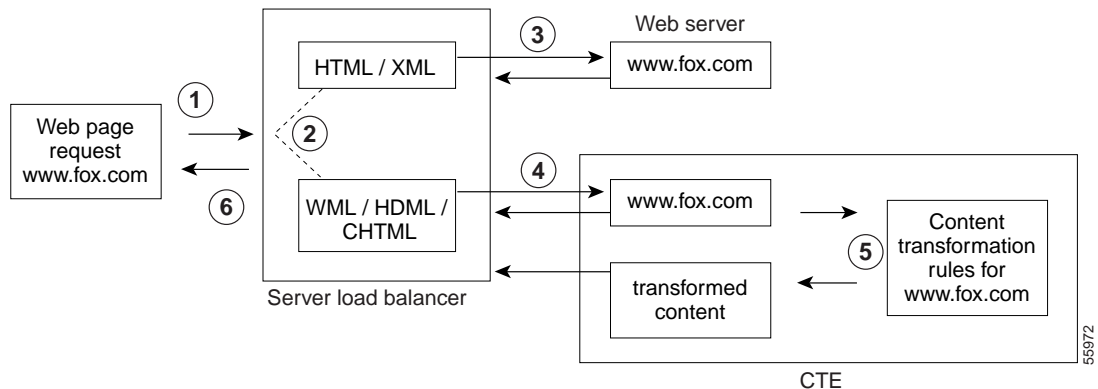 Web server
3
HTML / XML
www.fox.com
1
Web page
request
www.fox.com
2
6
4
WML / HDML /
CHTML
www.fox.com
Content
transformation
rules for
www.fox.com
5
transformed
content
Server load balancer
CTE
55972